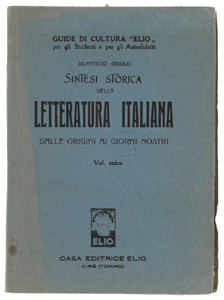 GUIDE DI CULTURA "ELIO"
per gli Studenti e per gli Autodidatti
DOMENICO GIGOLO
SINTESI STORICA
DELLA
LETTERATURA ITALIANA
DALLE ORIGINI AI GIORNI NOSTRI
Vol. unico
ELIO
CASA EDITRICE ELIO
CIRIÈ (TORINO)